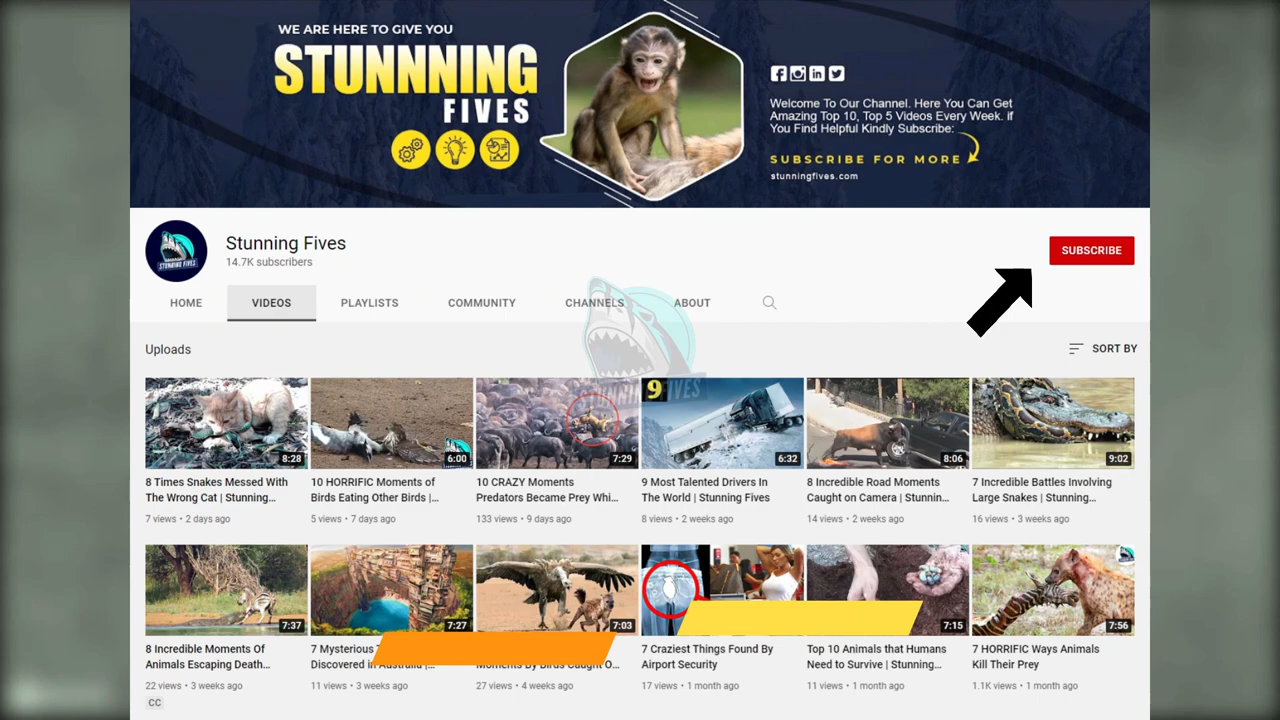 WE ARE HERE TO GIVE YOU
STUNNNING
FIVES
Welcome To Our Channel. Here You Can Get
Amazing Top 10, Top 5 Videos Every Week. if
You Find Helpful Kindly Subscribe:
SUBSCRIBE FOR MORE
stunningfives.com
STUNNING FIVES
Stunning Fives
14.7K subscribers
SUBSCRIBE
HOME VIDEOS PLAYLISTS COMMUNITY CHANNELS ABOUT
Uploads
SORT BY
9
8:28 6:00 7:29 6:32 8:06 9:02
8 Times Snakes Messed With
The Wrong Cat | Stunning...
7 views • 2 days ago
10 HORRIFIC Moments of
Birds Eating Other Birds |...
5 views • 7 days ago
10 CRAZY Moments
Predators Became Prey Whi...
133 views • 9 days ago
9 Most Talented Drivers In
The World | Stunning Fives
8 views • 2 weeks ago
8 Incredible Road Moments
Caught on Camera | Stunnin...
14 views • 2 weeks ago
7 Incredible Battles Involving
Large Snakes | Stunning...
16 views • 3 weeks ago
7:37 7:27 7:03 7:15 7:56
8 Incredible Moments Of
Animals Escaping Death...
22 views • 3 weeks ago
CC
7 Mysterious
Discovered in Australia |...
11 views • 3 weeks ago
Moments By Birds Caught O...
27 views • 4 weeks ago
7 Craziest Things Found By
Airport Security
17 views • 1 month ago
Top 10 Animals that Humans
Need to Survive | Stunning...
11 views • 1 month ago
7 HORRIFIC Ways Animals
Kill Their Prey
1.1K views • 1 month ago